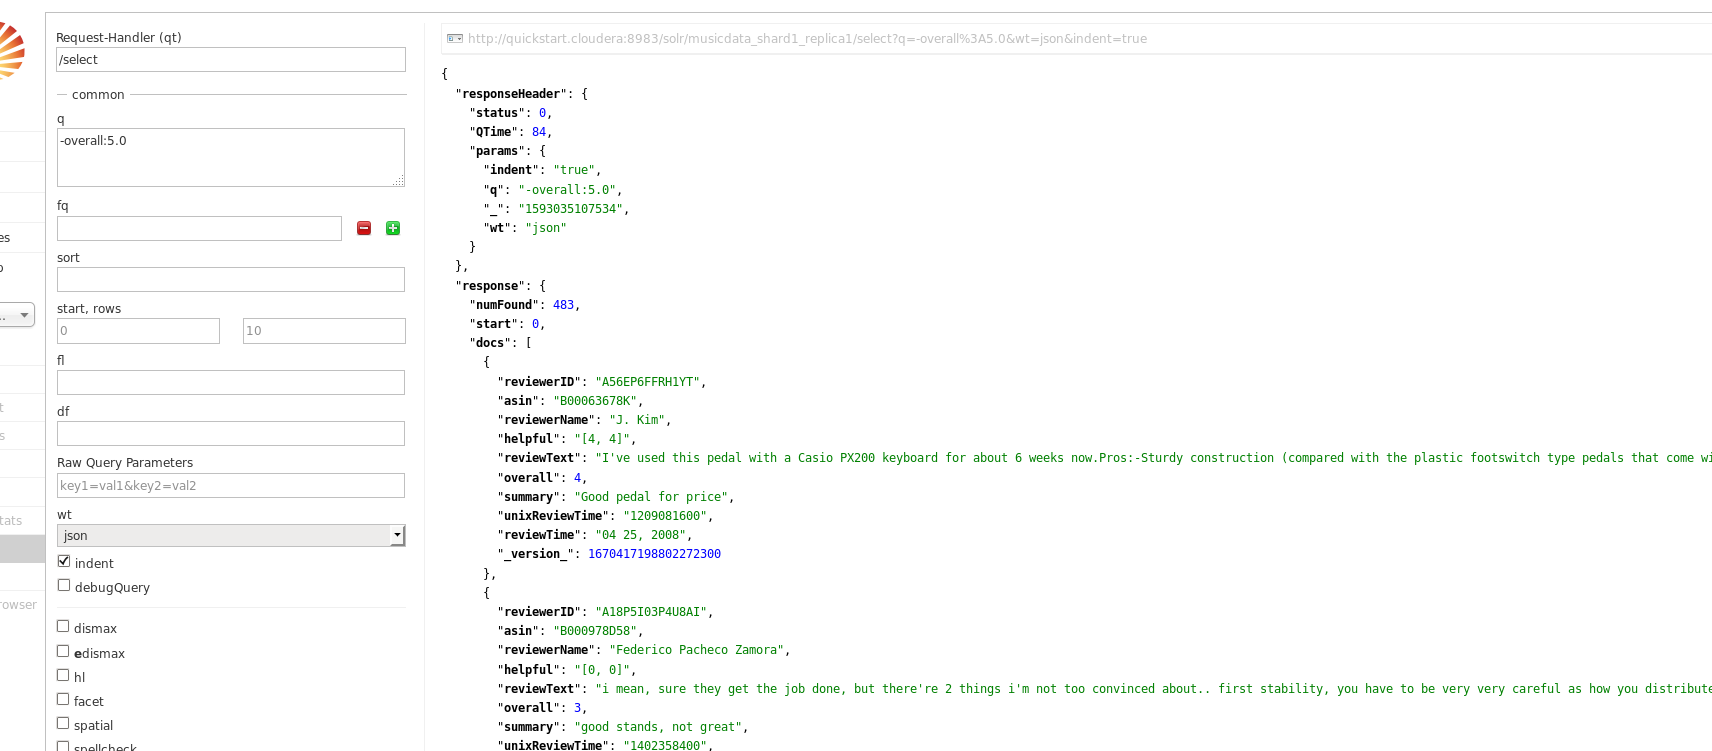 Request-Handler (qt)
/select
common
q
-overall:5.0
fq
sort
start, rows
0
10
fl
df
Raw Query Parameters
key1=val1&key2=val2
wt
json
indent
debugQuery
dismax
edismax
hl
facet
spatial
spellcheck
es
o
..
t
s
tats
rowser
http://quickstart.cloudera:8983/solr/musicdata_shard1_replica1/select?q=-overall%3A5.0&wt=json&indent=true
{
"responseHeader": {
"status": 0,
"QTime": 84,
"params": {
"indent": "true",
"q": "-overall:5.0",
"_": "1593035107534",
"wt": "json"
}
},
"response": {
"numFound": 483,
"start": 0,
"docs": [
{
"reviewerID": "A56EP6FFRH1YT",
"asin": "B00063678K",
"reviewerName": "J. Kim",
"helpful": "[4, 4]",
"reviewText": "I've used this pedal with a Casio PX200 keyboard for about 6 weeks now.Pros:-Sturdy construction (compared with the plastic footswitch type pedals that come wi
"overall": 4,
"summary": "Good pedal for price",
"unixReviewTime": "1209081600",
"reviewTime": "04 25, 2008",
"_version_": 1670417198802272300
},
{
"reviewerID": "A18P5I03P4U8AI",
"asin": "B000978D58",
"reviewerName": "Federico Pacheco Zamora",
"helpful": "[0, 0]",
"reviewText": "i mean, sure they get the job done, but there're 2 things i'm not too convinced about.. first stability, you have to be very very careful as how you distribute
"overall": 3,
"summary": "good stands, not great",
"unixReviewTime": "1402358400",